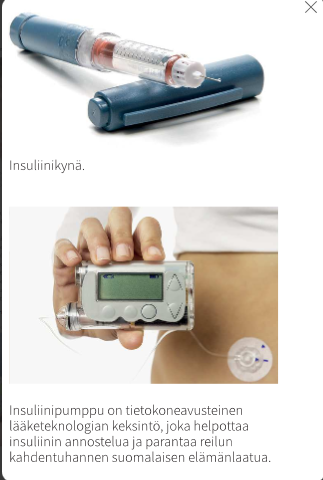 Insuliinikynä.
Insuliinipumppu on tietokoneavusteinen
lääketeknologian keksintö, joka helpottaa
insuliinin annostelua ja parantaa reilun
kahdentuhannen suomalaisen elämänlaatua.